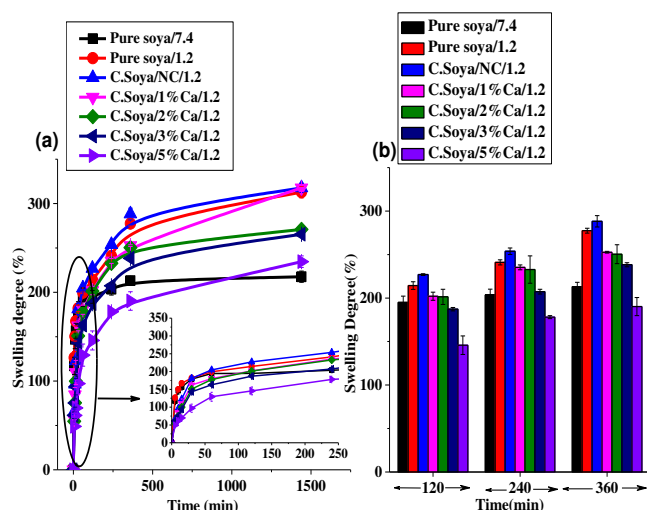 Pure soya/7.4
Pure soya/1.2
C.Soya/NC/1.2
C.Soya/1%Ca/1.2
C.Soya/2%Ca/1.2
C.Soya/3%Ca/1.2
C.Soya/5%Ca/1.2
(a)
Swelling degree (%)
300
200
100
0
350
300
250
200
150
100
50
0
0 50 100 150 200 250
0 500 1000 1500
Time (min)
Pure soya/7.4
Pure soya/1.2
C.Soya/NC/1.2
C.Soya/1%Ca/1.2
C.Soya/2%Ca/1.2
C.Soya/3%Ca/1.2
C.Soya/5%Ca/1.2
(b)
Swelling Degree(%)
300
250
200
150
100
50
0
120 240 360
Time(min)